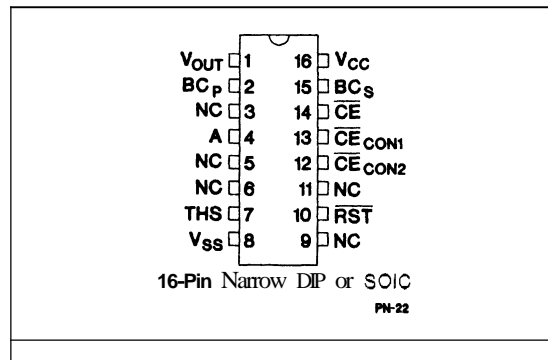 VOUT 1 16 VCC
BCP 2 15 BCS
NC 3 14 CE
A 4 13 CECON1
NC 5 12 CECON2
NC 6 11 NC
THS 7 10 RST
VSS 8 9 NC
16-Pin Narrow DIP or SOIC
PN-22